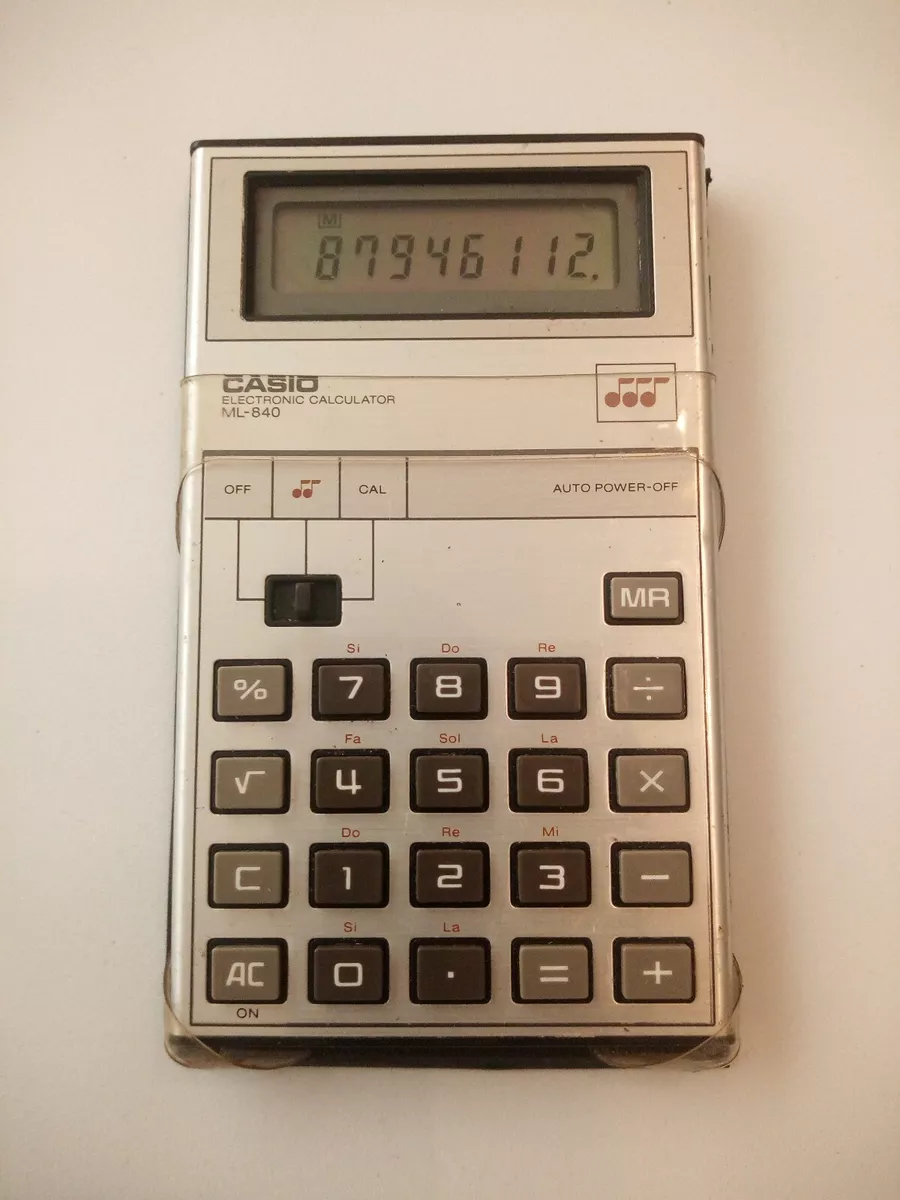 M
87946112.
CASIO
ELECTRONIC CALCULATOR
ML-840
OFF CAL AUTO POWER-OFF
MR
Si Do Re
% 7 8 9 ÷
Fa Sol La
√ 4 5 6 ×
Do Re Mi
C 1 2 3 −
Si La
AC 0 . = +
ON